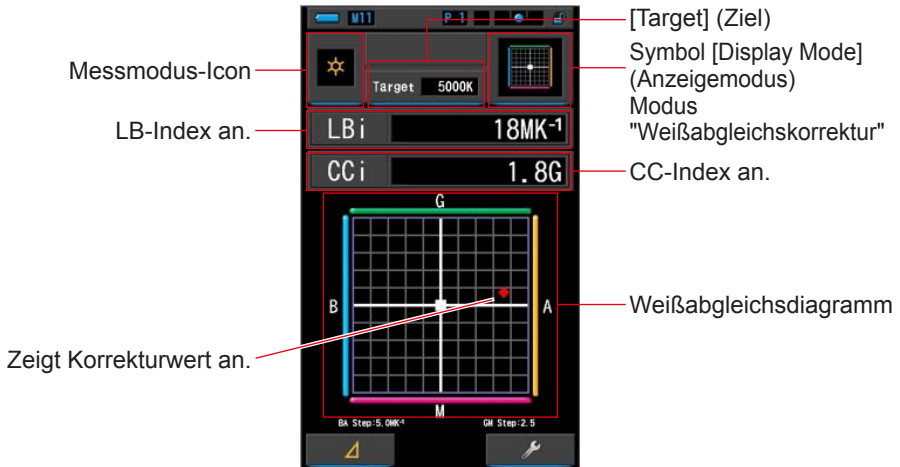 M11
P 1
[Target] (Ziel)
Messmodus-Icon
Target 5000K
Symbol [Display Mode]
(Anzeigemodus)
Modus
"Weißabgleichskorrektur"
LB-Index an.
LBi 18MK-1
CCi 1.8G
CC-Index an.
G
B
A
Weißabgleichsdiagramm
Zeigt Korrekturwert an.
M
BA Step:5.0MK-1 GM Step:2.5